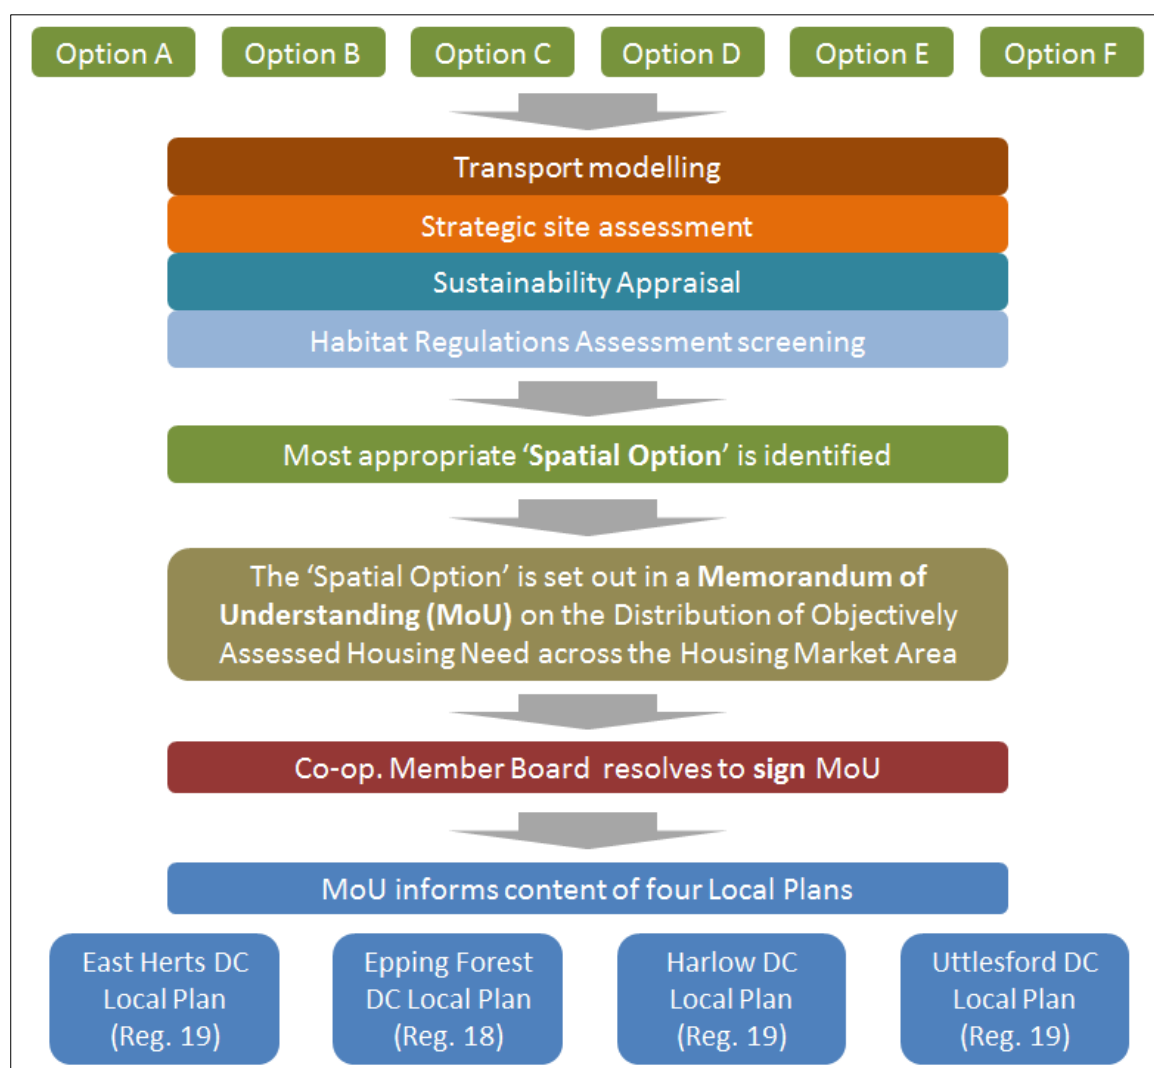 Option A
Option B
Option C
Option D
Option E
Option F
Transport modelling
Strategic site assessment
Sustainability Appraisal
Habitat Regulations Assessment screening
Most appropriate ‘Spatial Option’ is identified
The ‘Spatial Option’ is set out in a Memorandum of
Understanding (MoU) on the Distribution of Objectively
Assessed Housing Need across the Housing Market Area
Co-op. Member Board resolves to sign MoU
MoU informs content of four Local Plans
East Herts DC
Local Plan
(Reg. 19)
Epping Forest
DC Local Plan
(Reg. 18)
Harlow DC
Local Plan
(Reg. 19)
Uttlesford DC
Local Plan
(Reg. 19)